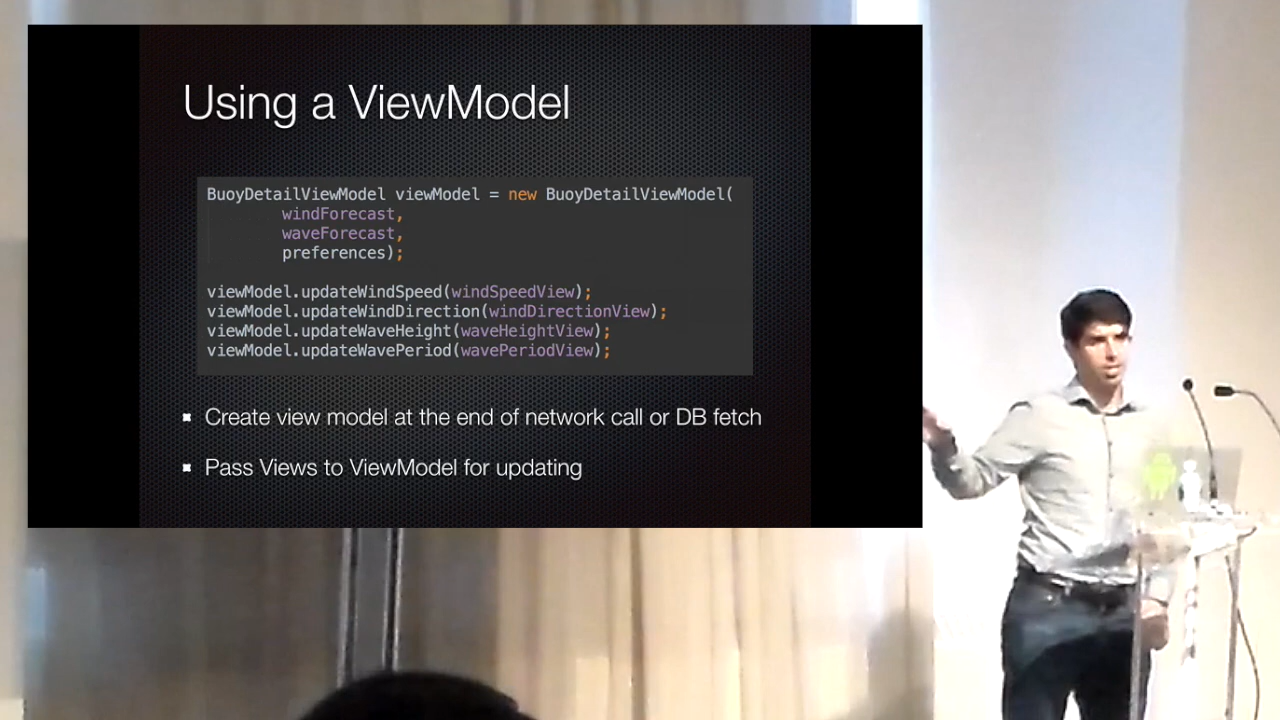 Using a ViewModel
BuoyDetailViewModel viewModel = new BuoyDetailViewModel(
windForecast,
waveForecast,
preferences);
viewModel.updateWindSpeed(windSpeedView);
viewModel.updateWindDirection(windDirectionView);
viewModel.updateWaveHeight(waveHeightView);
viewModel.updateWavePeriod(wavePeriodView);
Create view model at the end of network call or DB fetch
Pass Views to ViewModel for updating